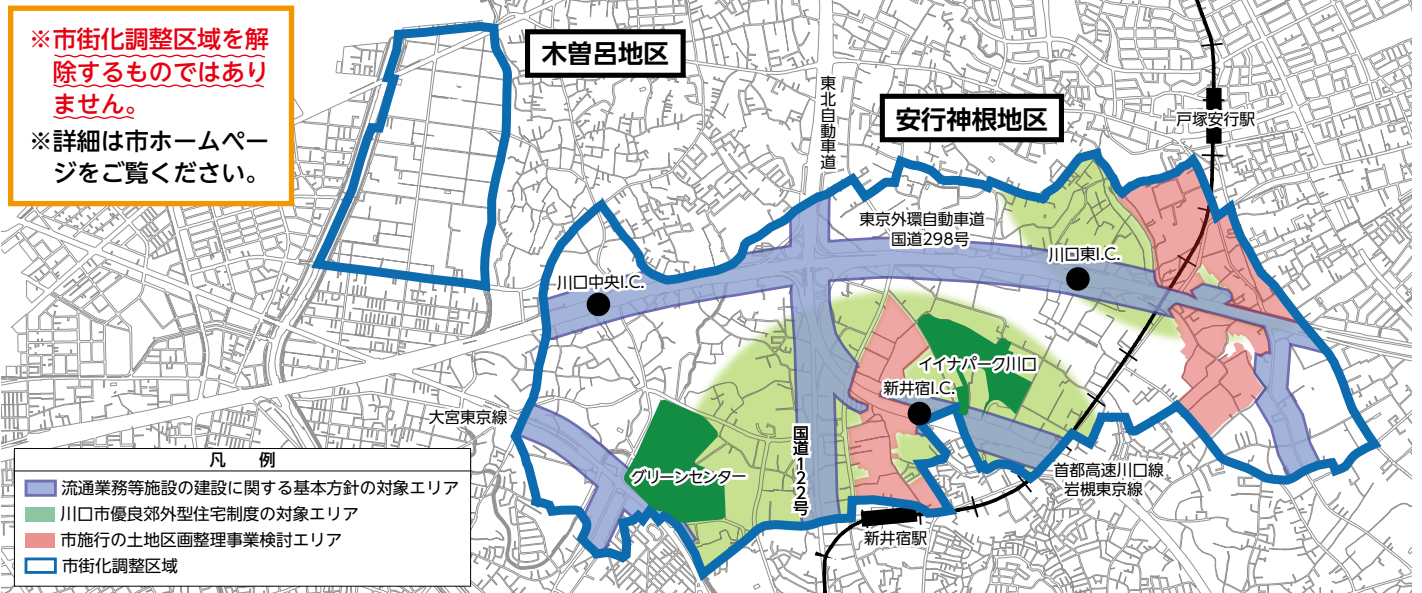 ※市街化調整区域を解
除するものではあり
ません。
※詳細は市ホームペー
ジをご覧ください。
木曽呂地区
東北自動車道
安行神根地区
戸塚安行駅
東京外環自動車道
国道298号
川口東I.C.
川口中央I.C.
イイナパーク川口
新井宿I.C.
大宮東京線
国道122号
グリーンセンター
首都高速川口線
岩槻東京線
新井宿駅
凡 例
流通業務等施設の建設に関する基本方針の対象エリア
川口市優良郊外型住宅制度の対象エリア
市施行の土地区画整理事業検討エリア
市街化調整区域